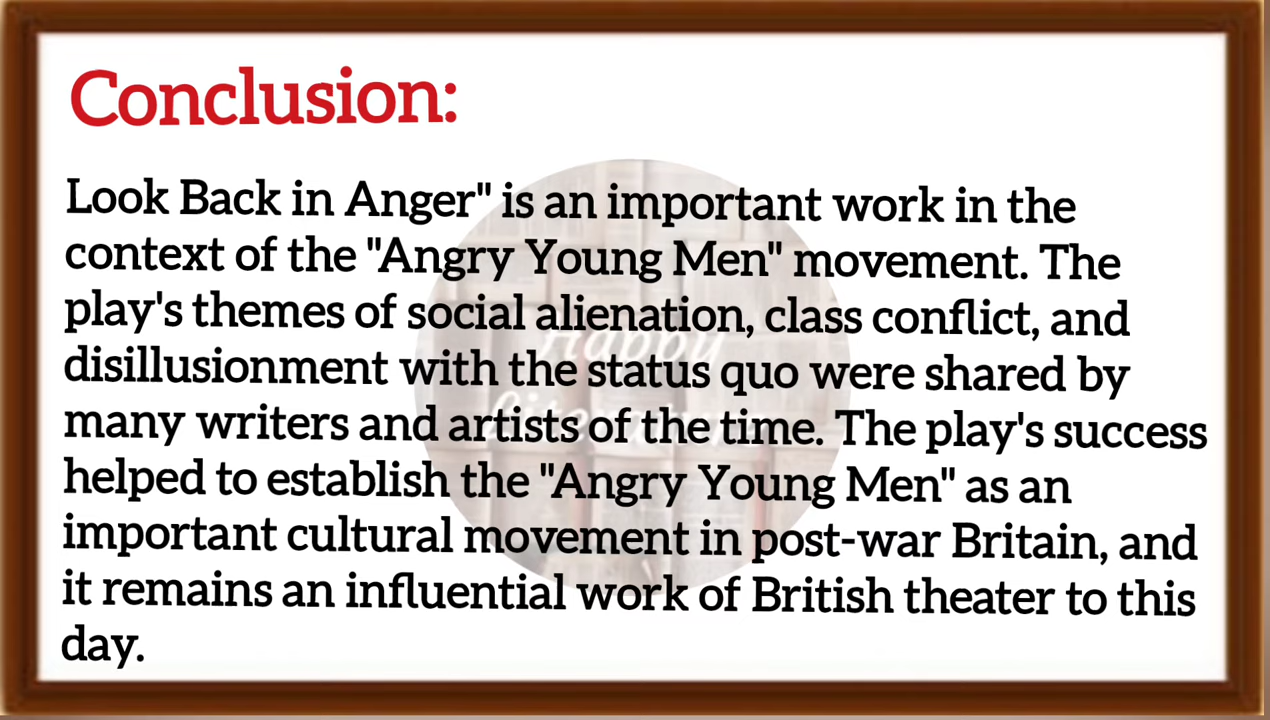 Conclusion:
Look Back in Anger" is an important work in the
context of the "Angry Young Men" movement. The
play's themes of social alienation, class conflict, and
disillusionment with the status quo were shared by
many writers and artists of the time. The play's success
helped to establish the "Angry Young Men" as an
important cultural movement in post-war Britain, and
it remains an influential work of British theater to this
day.